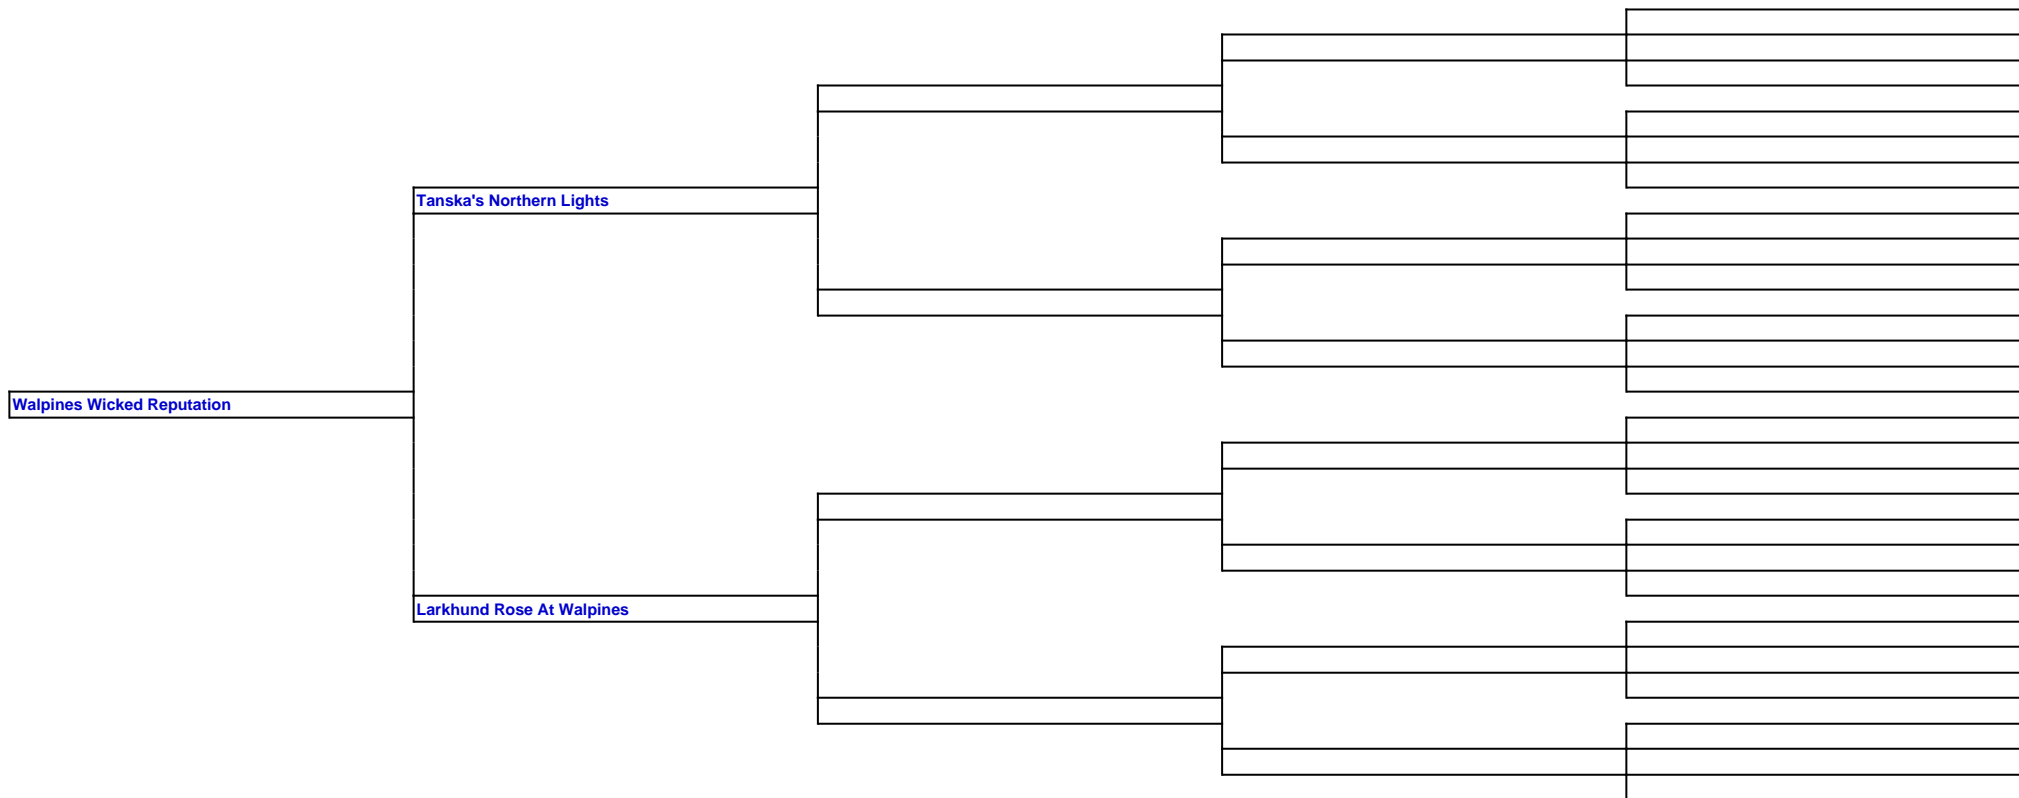 Tanska's Northern Lights
Walpines Wicked Reputation
Larkhund Rose At Walpines